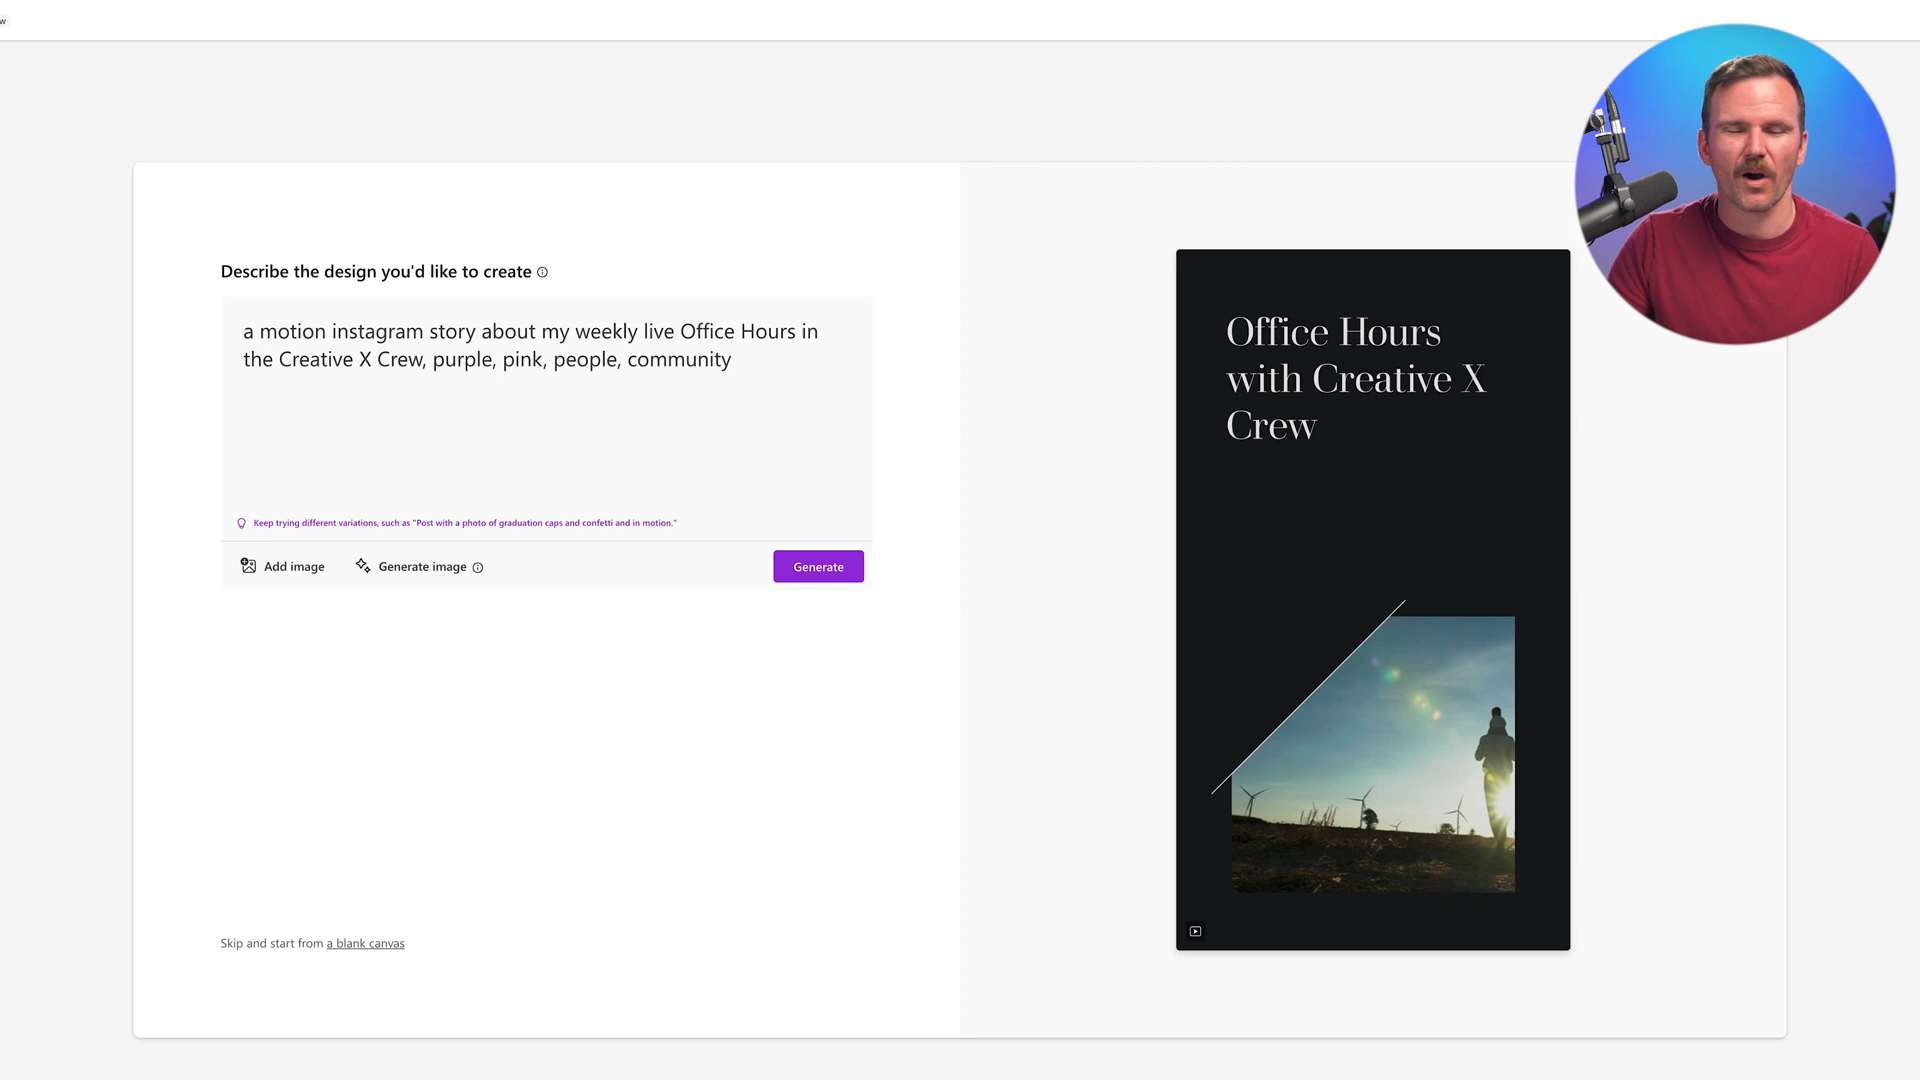 w
Describe the design you'd like to create
a motion instagram story about my weekly live Office Hours in
the Creative X Crew, purple, pink, people, community
Keep trying different variations, such as "Post with a photo of graduation caps and confetti and in motion."
Add image
Generate image
Generate
Skip and start from a blank canvas
Office Hours
with Creative X
Crew